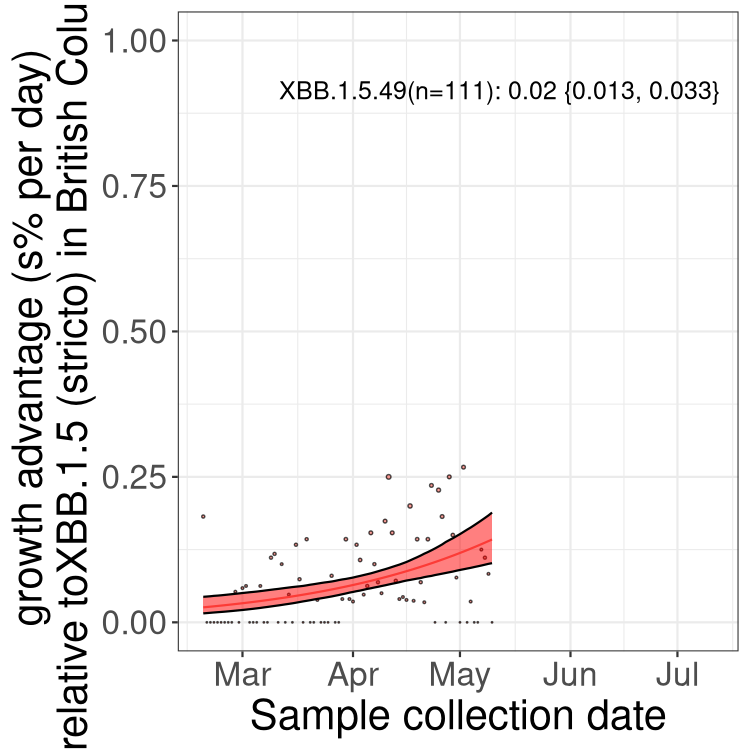 growth advantage (s% per day)
relative toXBB.1.5 (stricto) in British Colu
1.00
0.75
0.50
0.25
0.00
XBB.1.5.49(n=111): 0.02 {0.013, 0.033}
Mar Apr May Jun Jul
Sample collection date